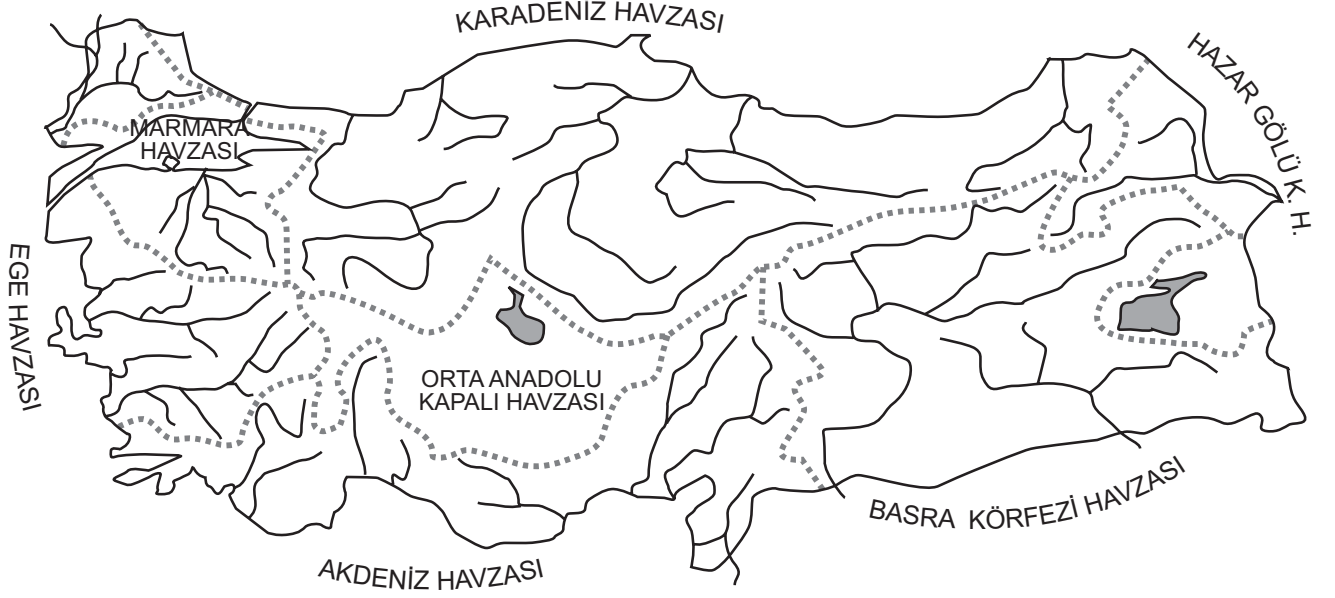 KARADENİZ HAVZASI
HAZAR GÖLÜ K. H.
MARMARA
HAVZASI
EGE HAVZASI
ORTA ANADOLU
KAPALI HAVZASI
BASRA KÖRFEZİ HAVZASI
AKDENİZ HAVZASI